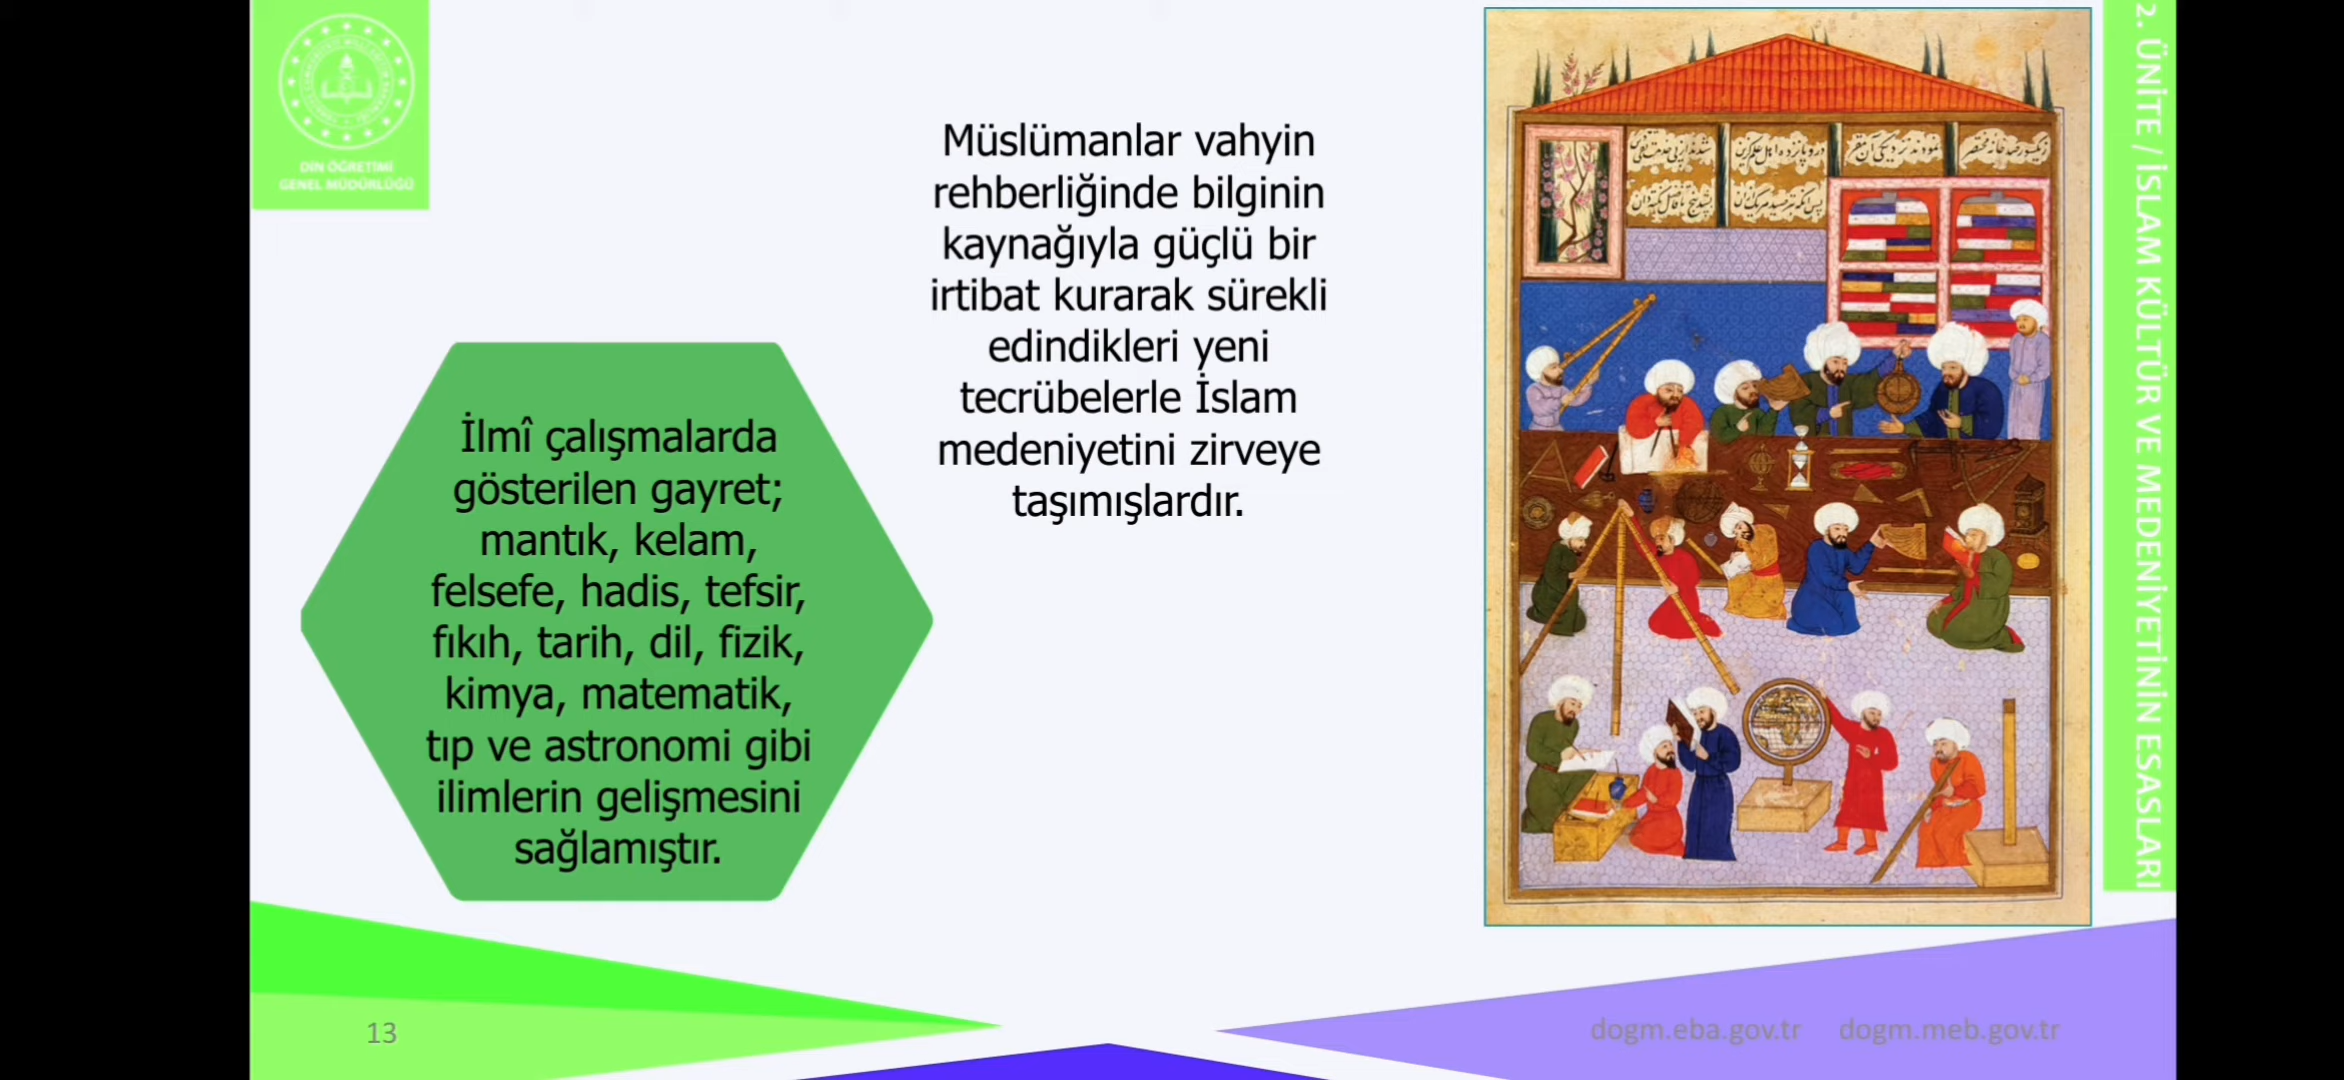 DİN ÖĞRETİMİ
GENEL MÜDÜRLÜĞÜ
Müslümanlar vahyin
rehberliğinde bilginin
kaynağıyla güçlü bir
irtibat kurarak sürekli
edindikleri yeni
tecrübelerle İslam
medeniyetini zirveye
taşımışlardır.
İlmî çalışmalarda
gösterilen gayret;
mantık, kelam,
felsefe, hadis, tefsir,
fıkıh, tarih, dil, fizik,
kimya, matematik,
tıp ve astronomi gibi
ilimlerin gelişmesini
sağlamıştır.
2. ÜNİTE / İSLAM KÜLTÜR VE MEDENİYETİNİN ESASLARI
13
dogm.eba.gov.tr
dogm.meb.gov.tr